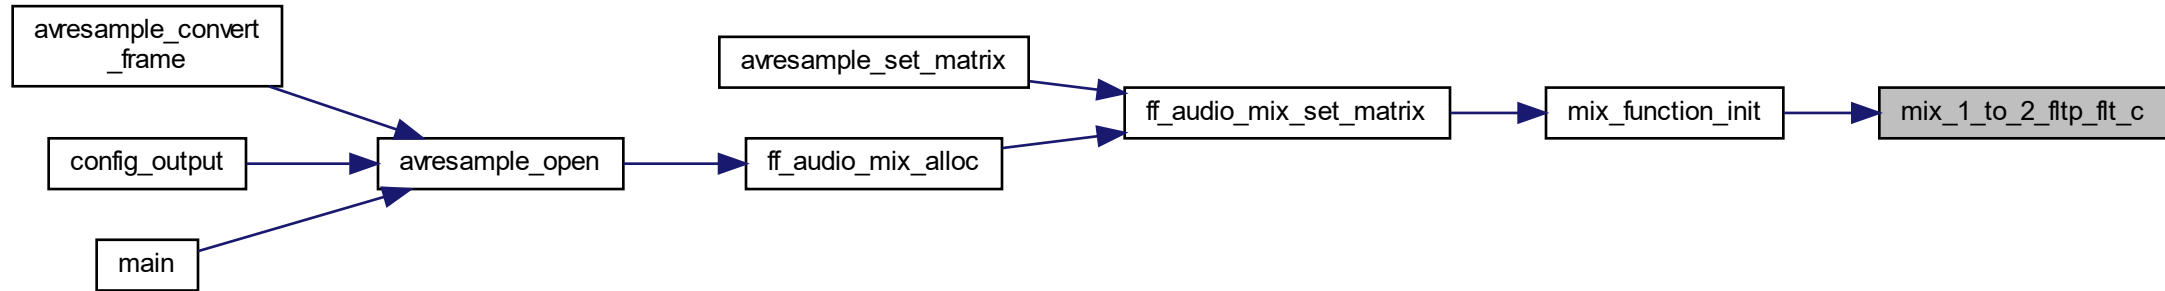 avresample_convert
_frame
config_output
main
avresample_open
avresample_set_matrix
ff_audio_mix_alloc
ff_audio_mix_set_matrix
mix_function_init
mix_1_to_2_fltp_flt_c